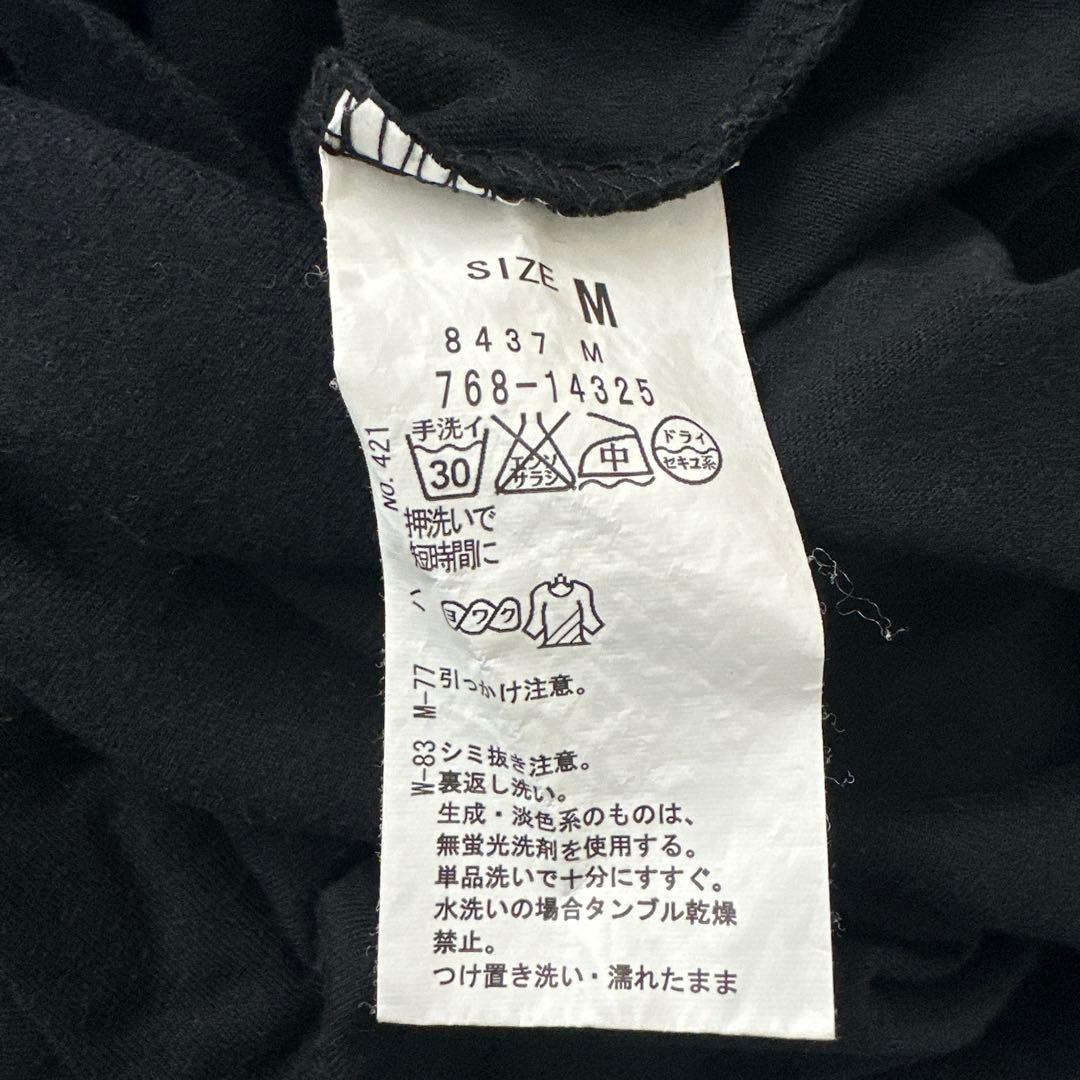 SIZE M
8437 M
768-14325
NO. 421
手洗イ
30
エンソ
サラシ
中
ドライ
セキユ系
押洗いで
短時間に
ヨワク
M-77
引っかけ注意。
W-83
シミ抜き注意。
裏返し洗い。
生成・淡色系のものは、
無蛍光洗剤を使用する。
単品洗いで十分にすすぐ。
水洗いの場合タンブル乾燥
禁止。
つけ置き洗い・濡れたまま